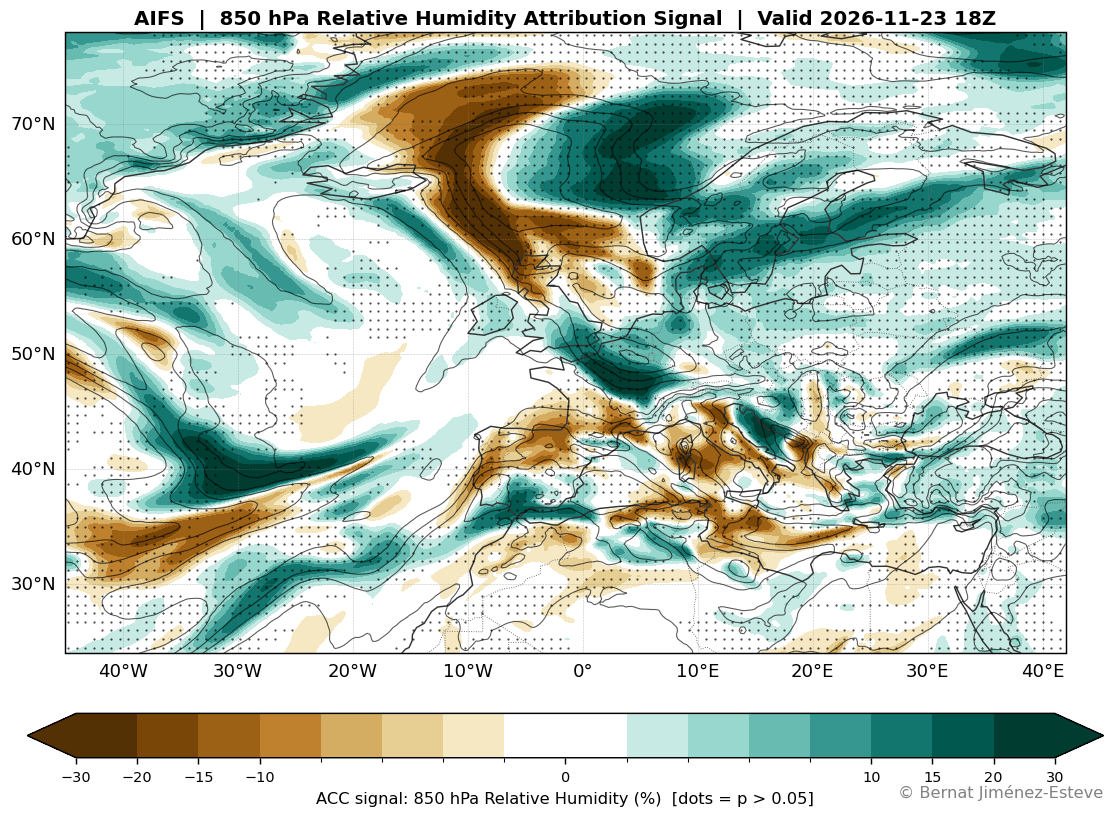 AIFS | 850 hPa Relative Humidity Attribution Signal | Valid 2026-11-23 18Z
70°N
60°N
50°N
40°N
30°N
40°W 30°W 20°W 10°W 0° 10°E 20°E 30°E 40°E
−30 −20 −15 −10 0 10 15 20 30
ACC signal: 850 hPa Relative Humidity (%) [dots = p > 0.05]
© Bernat Jiménez-Esteve